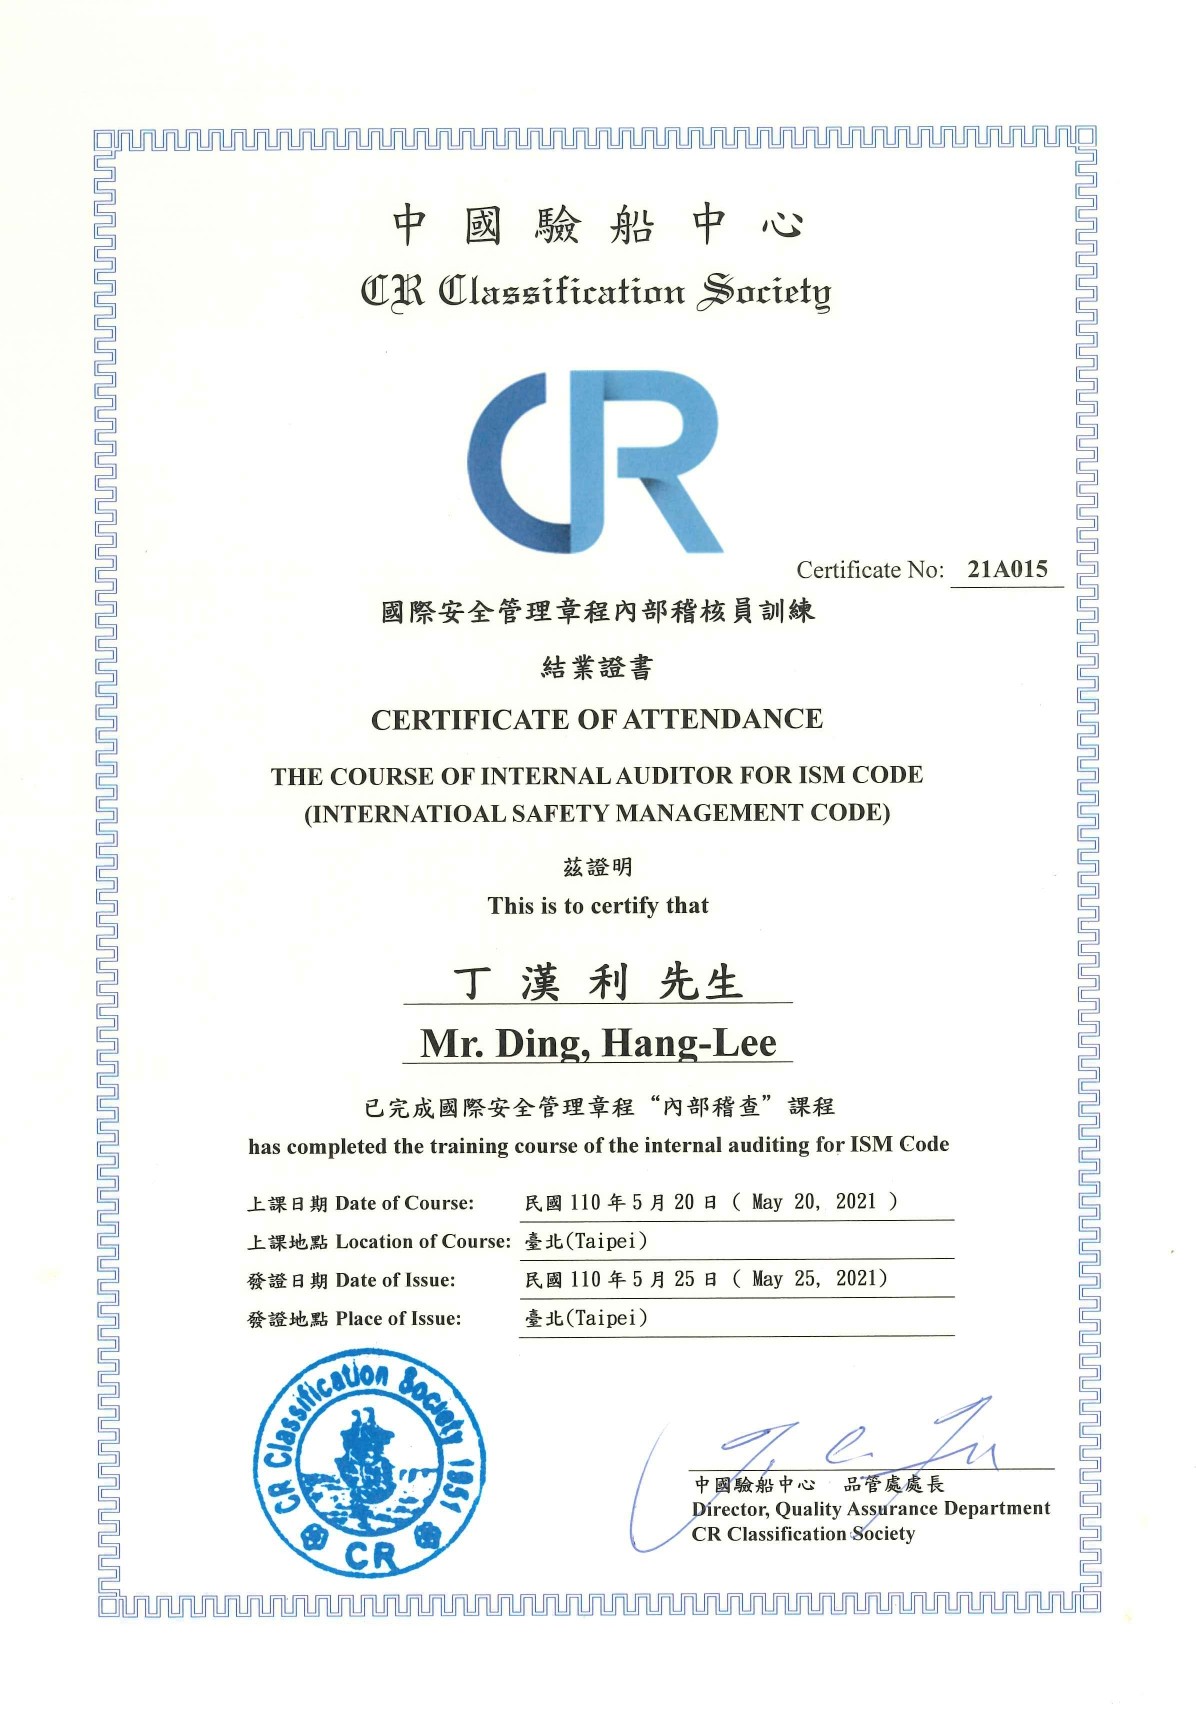 中國驗船中心
CR Classification Society
CR
Certificate No: 21A015
國際安全管理章程內部稽核員訓練
結業證書
CERTIFICATE OF ATTENDANCE
THE COURSE OF INTERNAL AUDITOR FOR ISM CODE
(INTERNATIOAL SAFETY MANAGEMENT CODE)
茲證明
This is to certify that
丁漢利 先生
Mr. Ding, Hang-Lee
已完成國際安全管理章程“內部稽查”課程
has completed the training course of the internal auditing for ISM Code
上課日期 Date of Course: 民國 110 年 5 月 20 日 ( May 20, 2021 )
上課地點 Location of Course: 臺北(Taipei)
發證日期 Date of Issue: 民國 110 年 5 月 25 日 ( May 25, 2021)
發證地點 Place of Issue: 臺北(Taipei)
CR Classification Society 1951
CR
中國驗船中心 品管處處長
Director, Quality Assurance Department
CR Classification Society